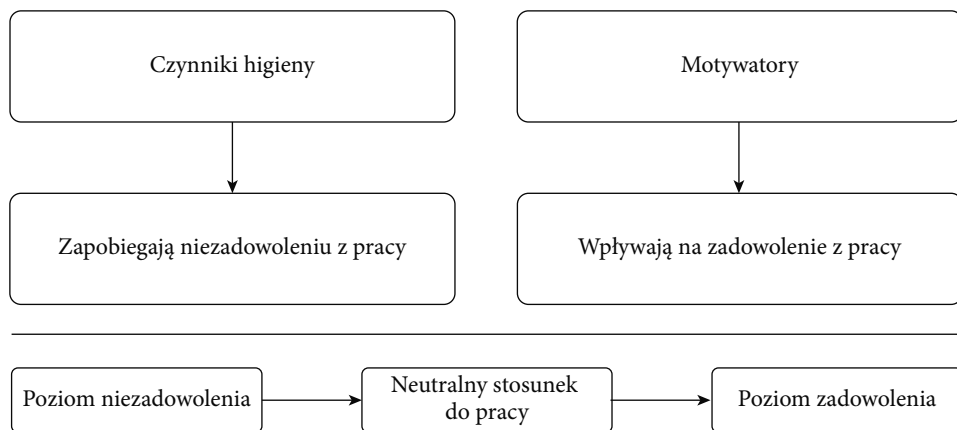 Czynniki higieny
Motywatory
Zapobiegają niezadowoleniu z pracy
Wpływają na zadowolenie z pracy
Poziom niezadowolenia
Neutralny stosunek
do pracy
Poziom zadowolenia